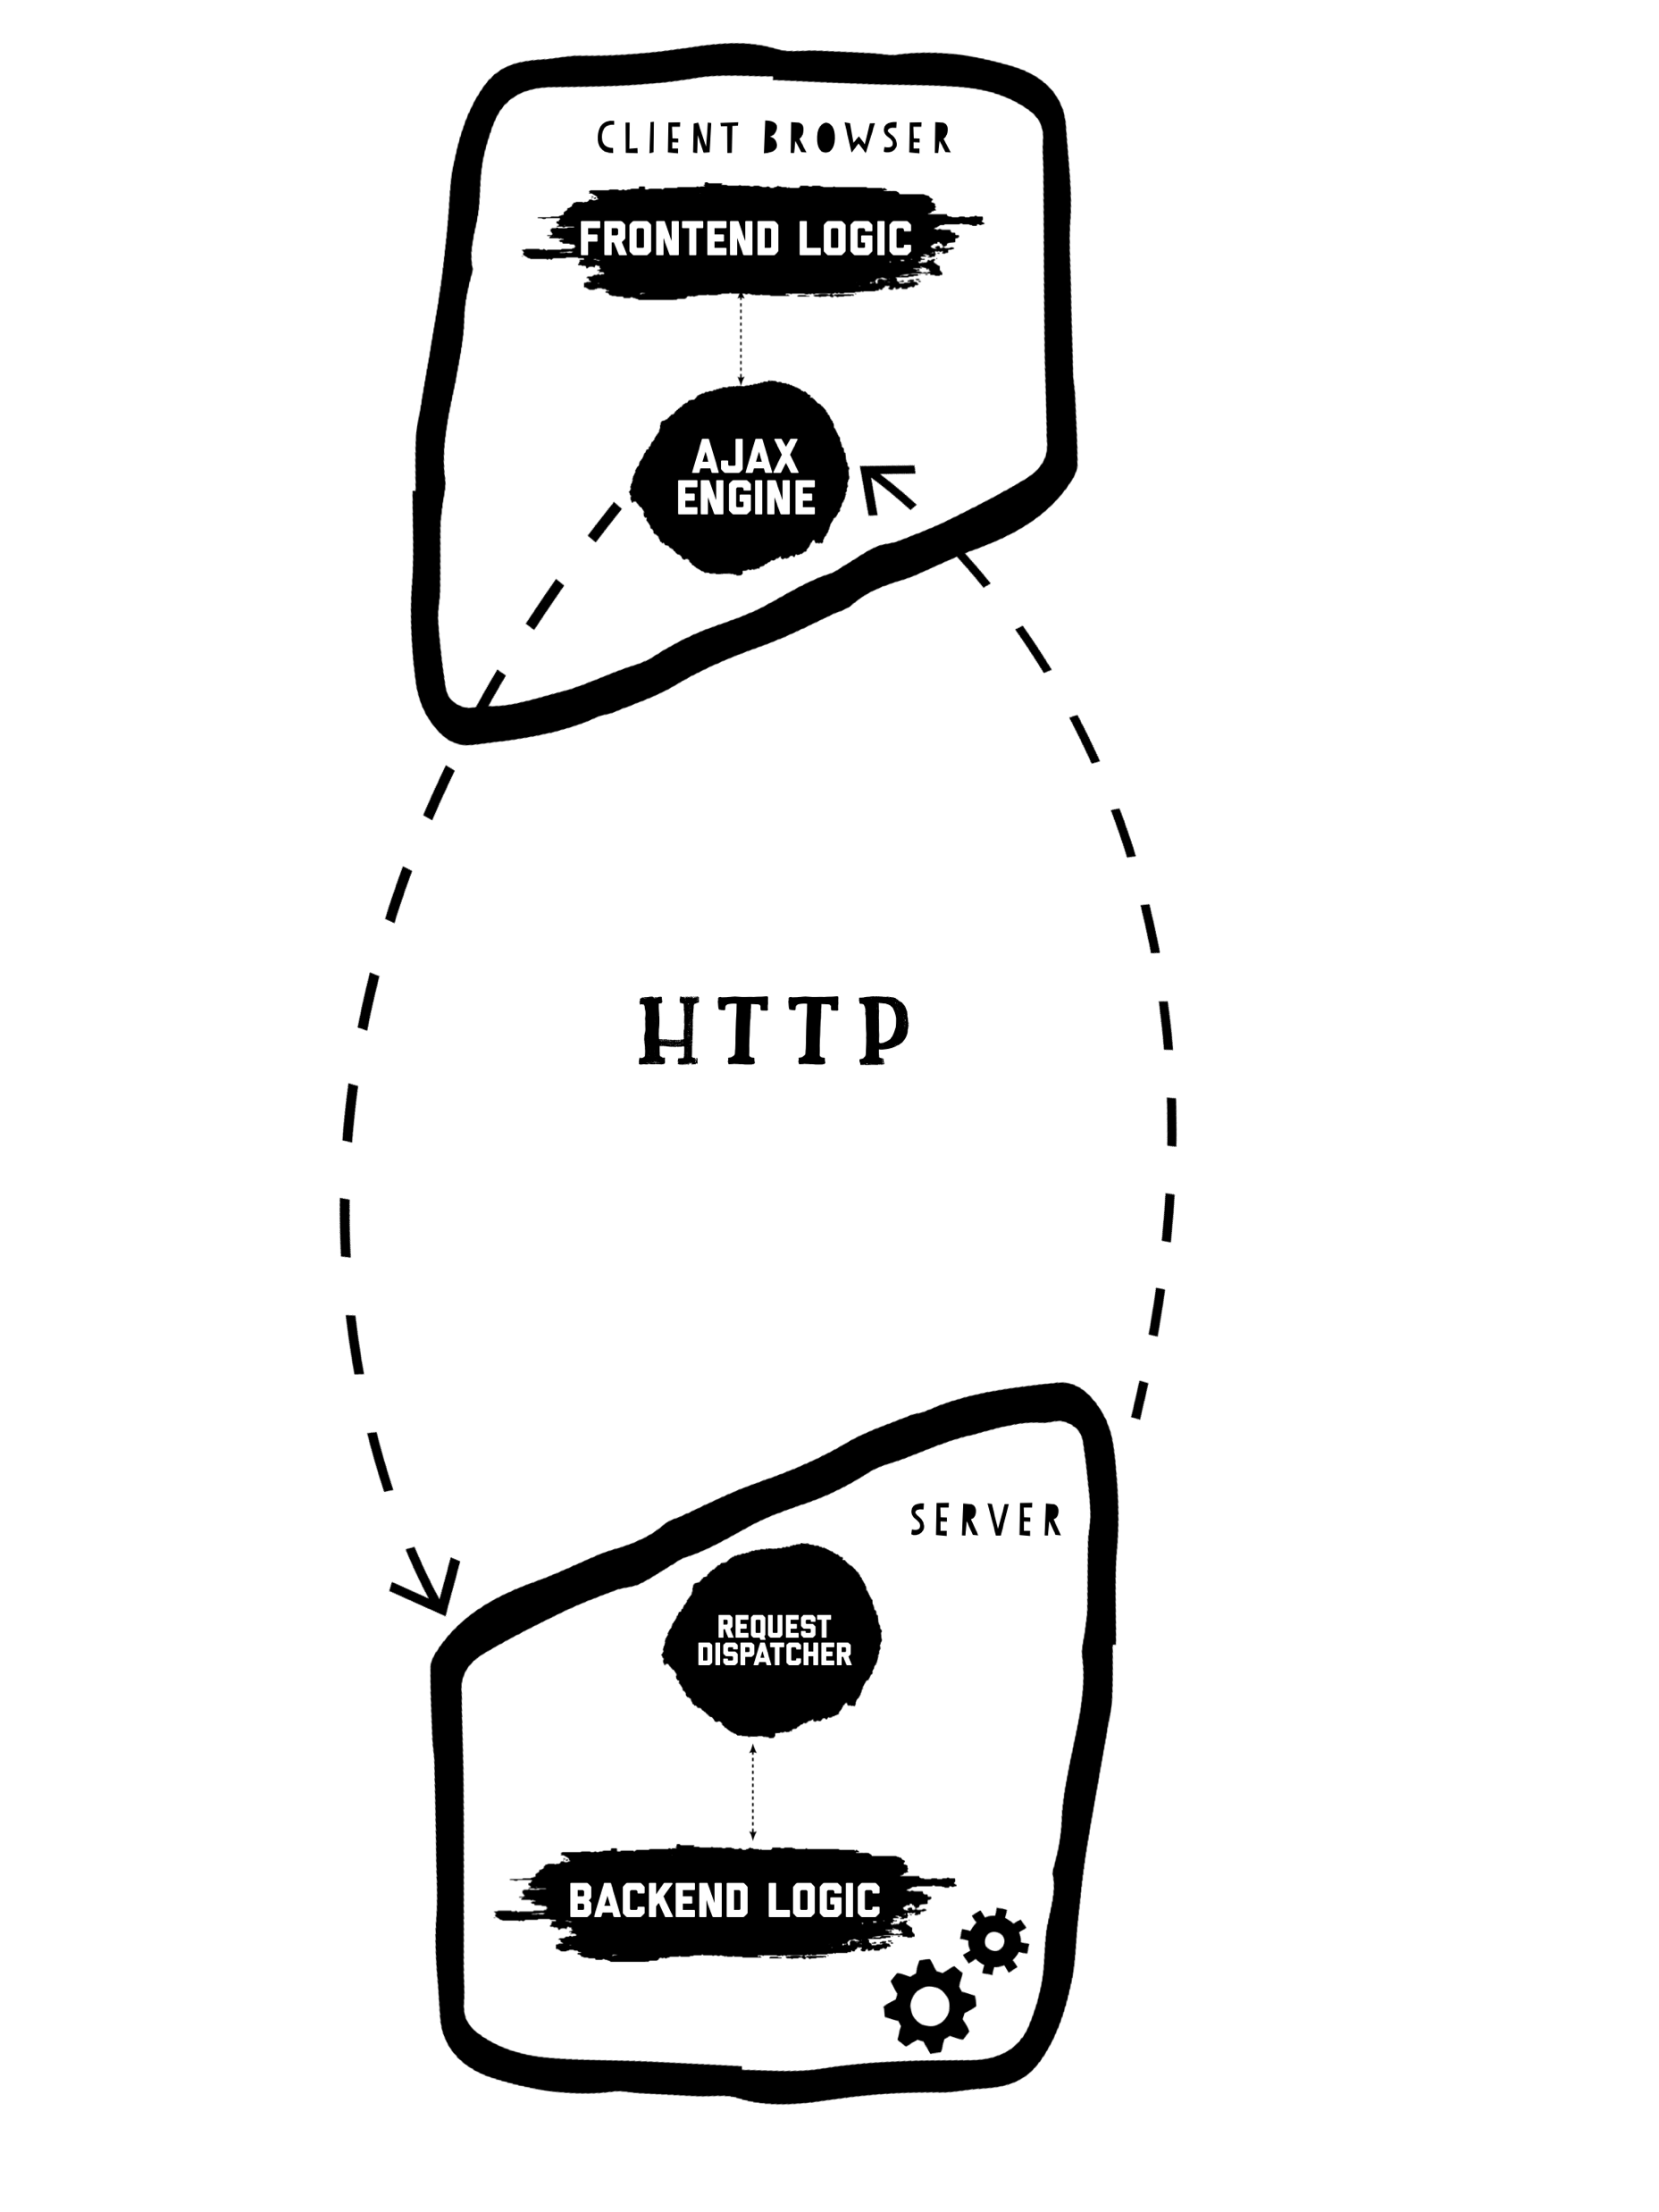 CLIENT BROWSER
FRONTEND LOGIC
AJAX
ENGINE
HTTP
SERVER
REQUEST
DISPATCHER
BACKEND LOGIC